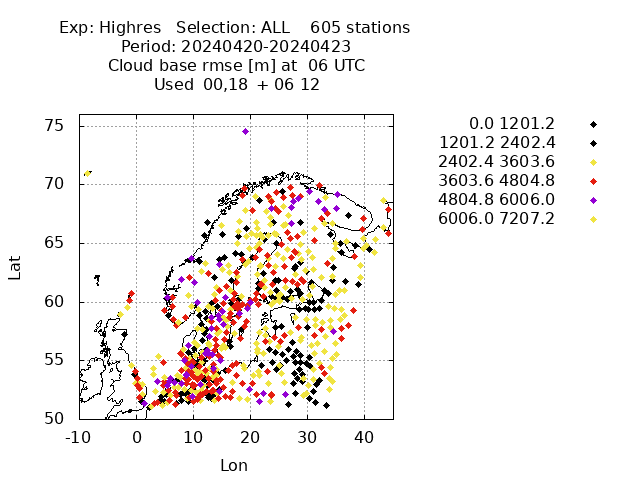 Exp: Highres   Selection: ALL    605 stations
Period: 20240420-20240423
Cloud base rmse [m] at  06 UTC
Used  00,18  + 06 12
0.0 1201.2
1201.2 2402.4
2402.4 3603.6
3603.6 4804.8
4804.8 6006.0
6006.0 7207.2
75
70
65
60
55
50
Lat
-10 0 10 20 30 40
Lon